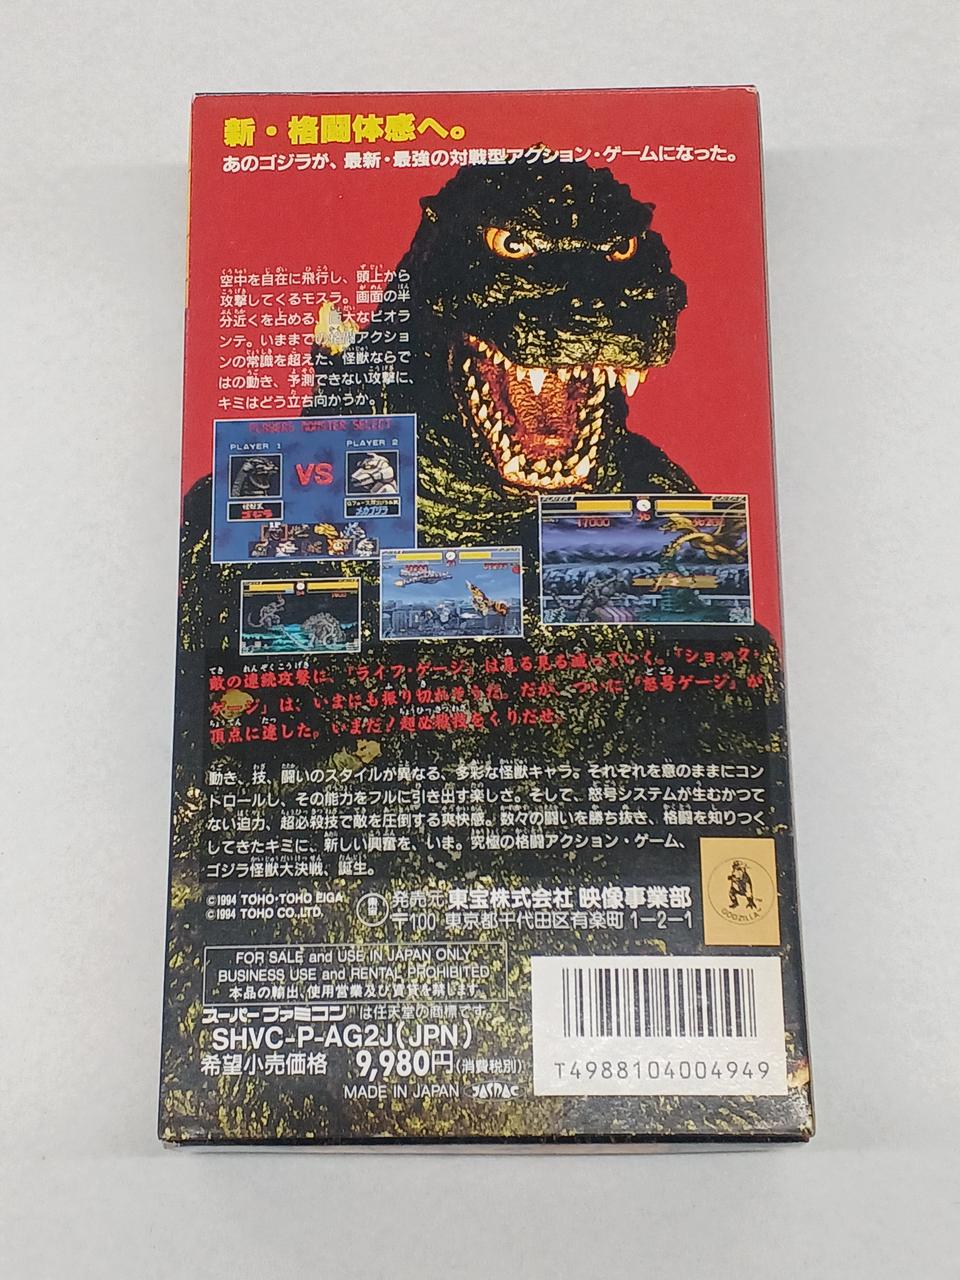 新・格闘体感へ。
あのゴジラが、最新・最強の対戦型アクション・ゲームになった。
空中を自在に飛行し、頭上から
攻撃してくるモスラ。画面の半
分近くを占める、巨大なビオラ
ンテ。いままでの格闘アクショ
ンの常識を超えた、怪獣ならで
はの動き、予測できない攻撃に、
キミはどう立ち向かうか。
PLAYERS MONSTER SELECT
PLAYER 1
PLAYER 2
VS
怪獣王
ゴジラ
メカゴジラ
17000
敵の連続攻撃に、「ライフ・ゲージ」は見る見る減っていく。「ショック・
ゲージ」は、いまにも振り切れそうだ。だが、ついに「怒号ゲージ」が
頂点に達した。いまだ!超必殺技をくりだせ。
動き、技、闘いのスタイルが異なる、多彩な怪獣キャラ。それぞれを意のままにコン
トロールし、その能力をフルに引き出す楽しさ。そして、怒号システムが生むかつて
ない迫力、超必殺技で敵を圧倒する爽快感。数々の闘いを勝ち抜き、格闘を知りつく
してきたキミに、新しい興奮を、いま。究極の格闘アクション・ゲーム、
ゴジラ怪獣大決戦、誕生。
©1994 TOHO・TOHO EIGA
©1994 TOHO CO.,LTD.
東宝
発売元 東宝株式会社 映像事業部
〒100 東京都千代田区有楽町 1-2-1
GODZILLA
FOR SALE and USE IN JAPAN ONLY
BUSINESS USE and RENTAL PROHIBITED
本品の輸出、使用営業及び賃貸を禁じます。
スーパーファミコン は任天堂の商標です。
SHVC-P-AG2J(JPN)
希望小売価格 9,980円(消費税別)
MADE IN JAPAN JASRAC
T4988104004949